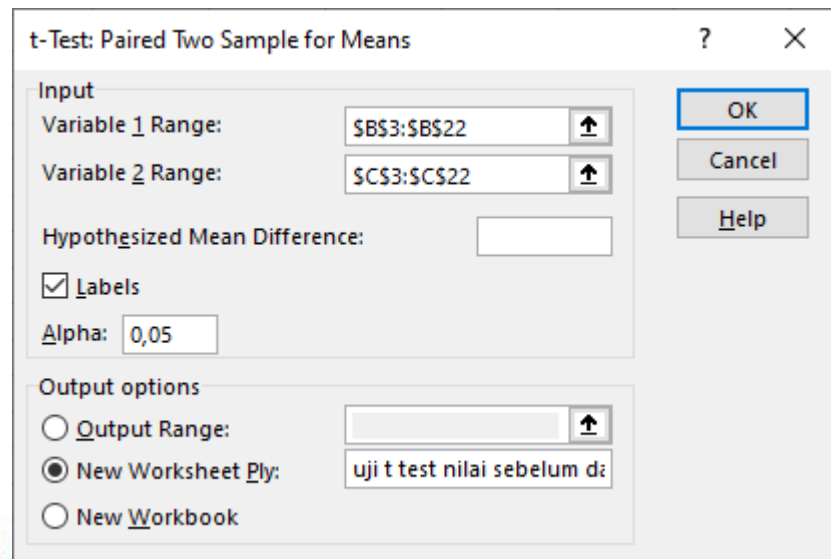 t-Test: Paired Two Sample for Means ?
Input
Variable 1 Range: $B$3:$B$22
Variable 2 Range: $C$3:$C$22
Hypothesized Mean Difference:
Labels
Alpha: 0,05
Output options
Output Range:
New Worksheet Ply: uji t test nilai sebelum da
New Workbook
OK
Cancel
Help